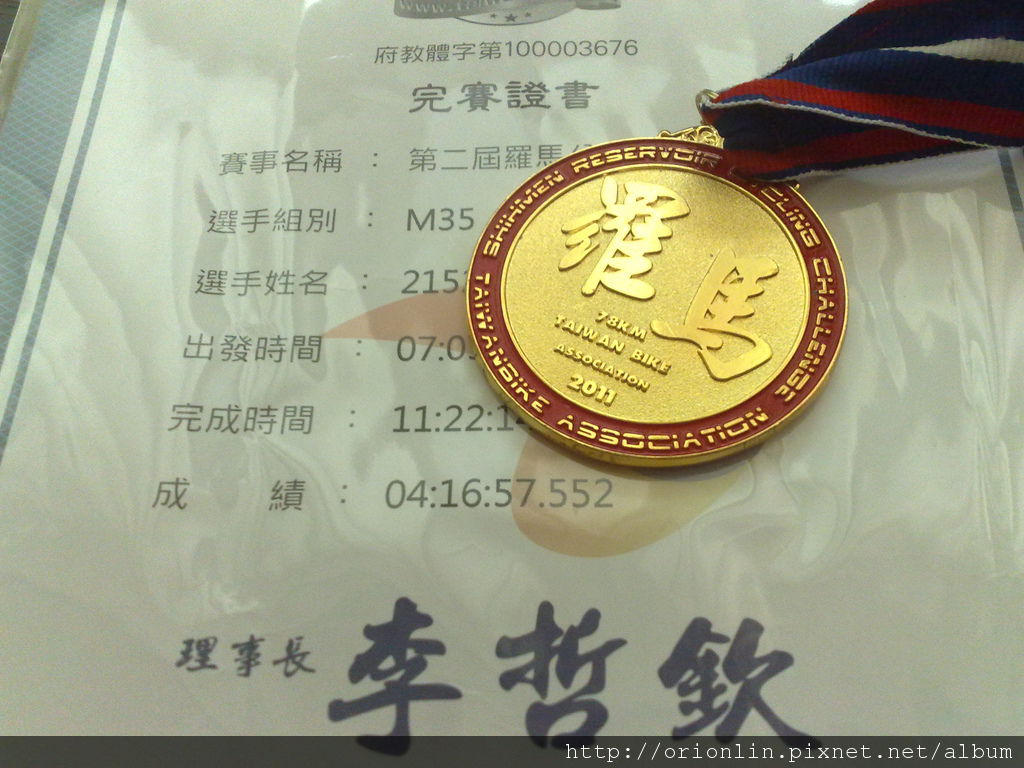 府教體字第100003676
完賽證書
賽事名稱 : 第二屆羅馬
選手組別 : M35
選手姓名 : 215
出發時間 : 07:0
完成時間 : 11:22:1
成績 : 04:16:57.552
理事長 李哲欽
SHIHMEN RESERVOIR CYCLING CHALLENGE
羅馬
78KM
TAIWAN BIKE
ASSOCIATION
2011
TAIWANBIKE ASSOCIATION
http://orionlin.pixnet.net/album